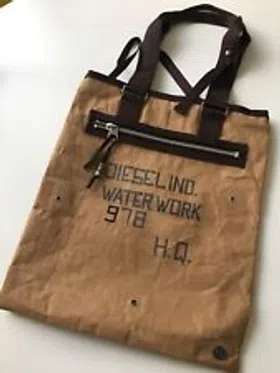 DIESEL IND.
WATER WORK
978
H.Q.